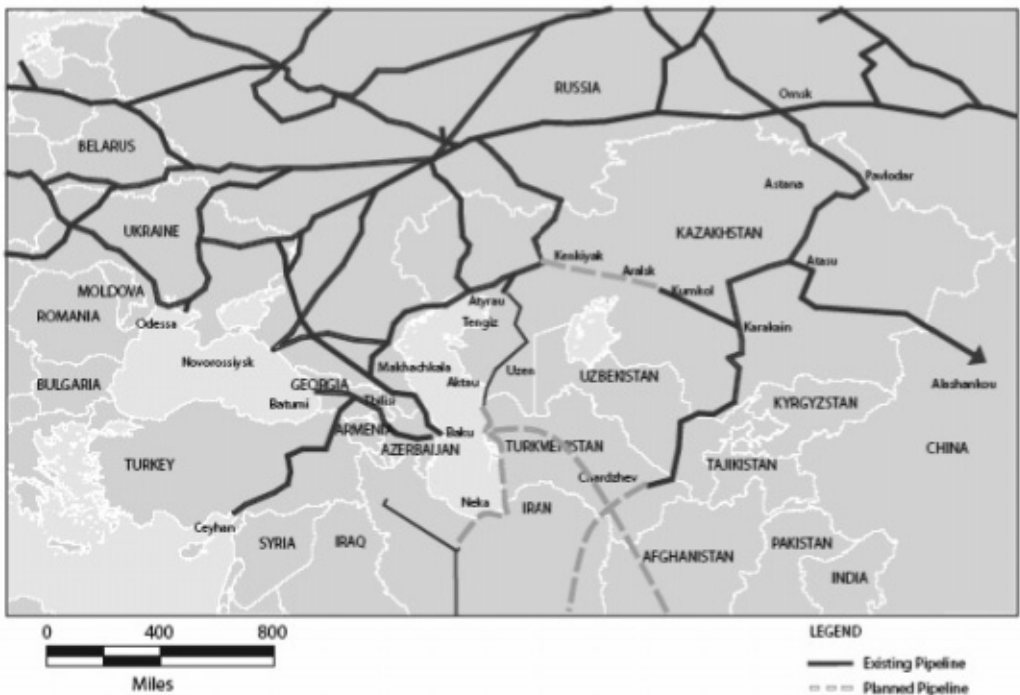 RUSSIA
Omsk
BELARUS
Pavlodar
Astana
UKRAINE
KAZAKHSTAN
Kenkiyak
Atasu
Aralsk
MOLDOVA
Kumkol
Atyrau
ROMANIA
Tengiz
Odessa
Karakain
Novorossiysk
Makhachkala
Uzen
UZBEKISTAN
BULGARIA
GEORGIA
Aktau
Alashankou
Batumi
Tbilisi
KYRGYZSTAN
ARMENIA
Baku
AZERBAIJAN
TURKMENISTAN
CHINA
TURKEY
TAJIKISTAN
Chardzhev
Neka
IRAN
Ceyhan
SYRIA
IRAQ
PAKISTAN
AFGHANISTAN
INDIA
0 400 800
Miles
LEGEND
Existing Pipeline
Planned Pipeline